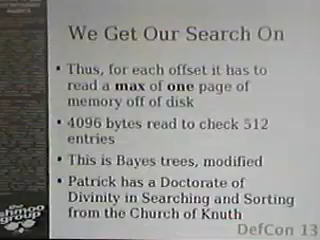 We Get Our Search On
• Thus, for each offset it has to
read a max of one page of
memory off of disk
• 4096 bytes read to check 512
entries
• This is Bayes trees, modified
• Patrick has a Doctorate of
Divinity in Searching and Sorting
from the Church of Knuth
the
shmoo
group
DefCon 13